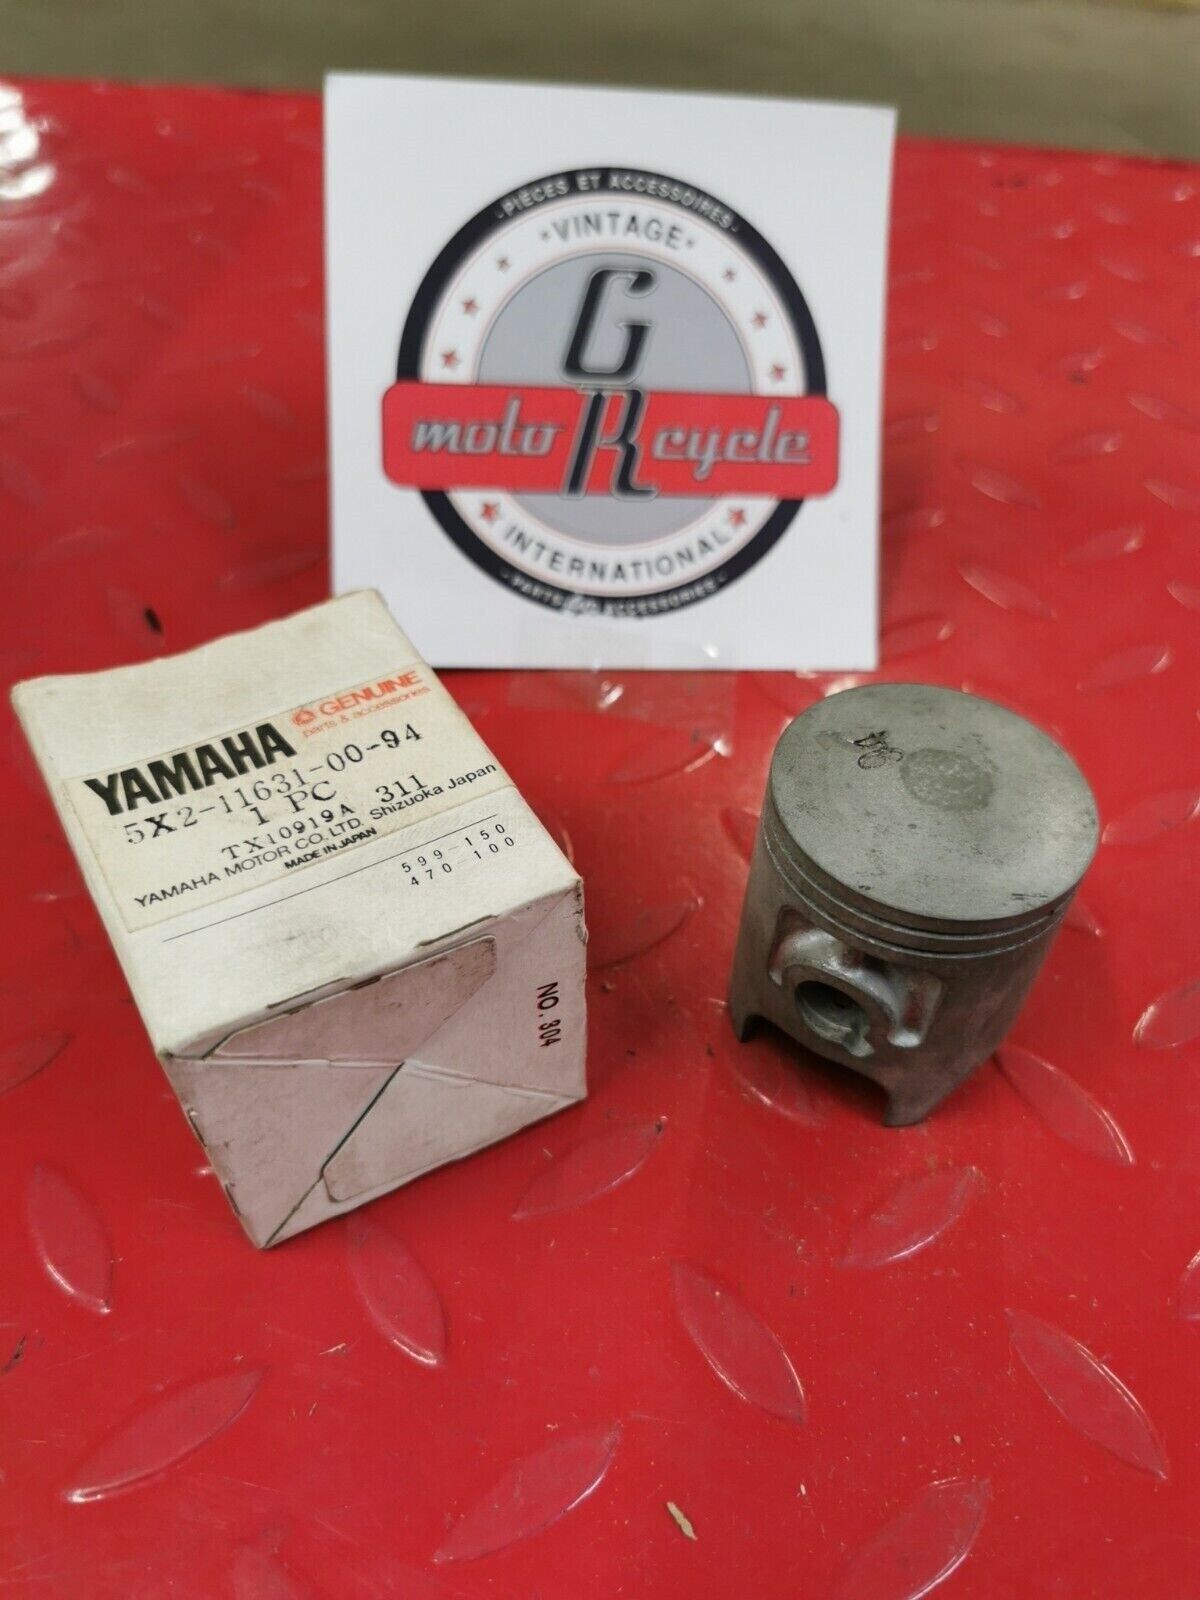 · PIÈCES ET ACCESSOIRES ·
VINTAGE
G
moto R cycle
INTERNATIONAL
PARTS & ACCESSORIES
YAMAHA GENUINE
parts & accessories
5X2-11631-00-94
1 PC
TX10919A 311
YAMAHA MOTOR CO. LTD. Shizuoka Japan
MADE IN JAPAN
599-150
470-100
NO. 304
94